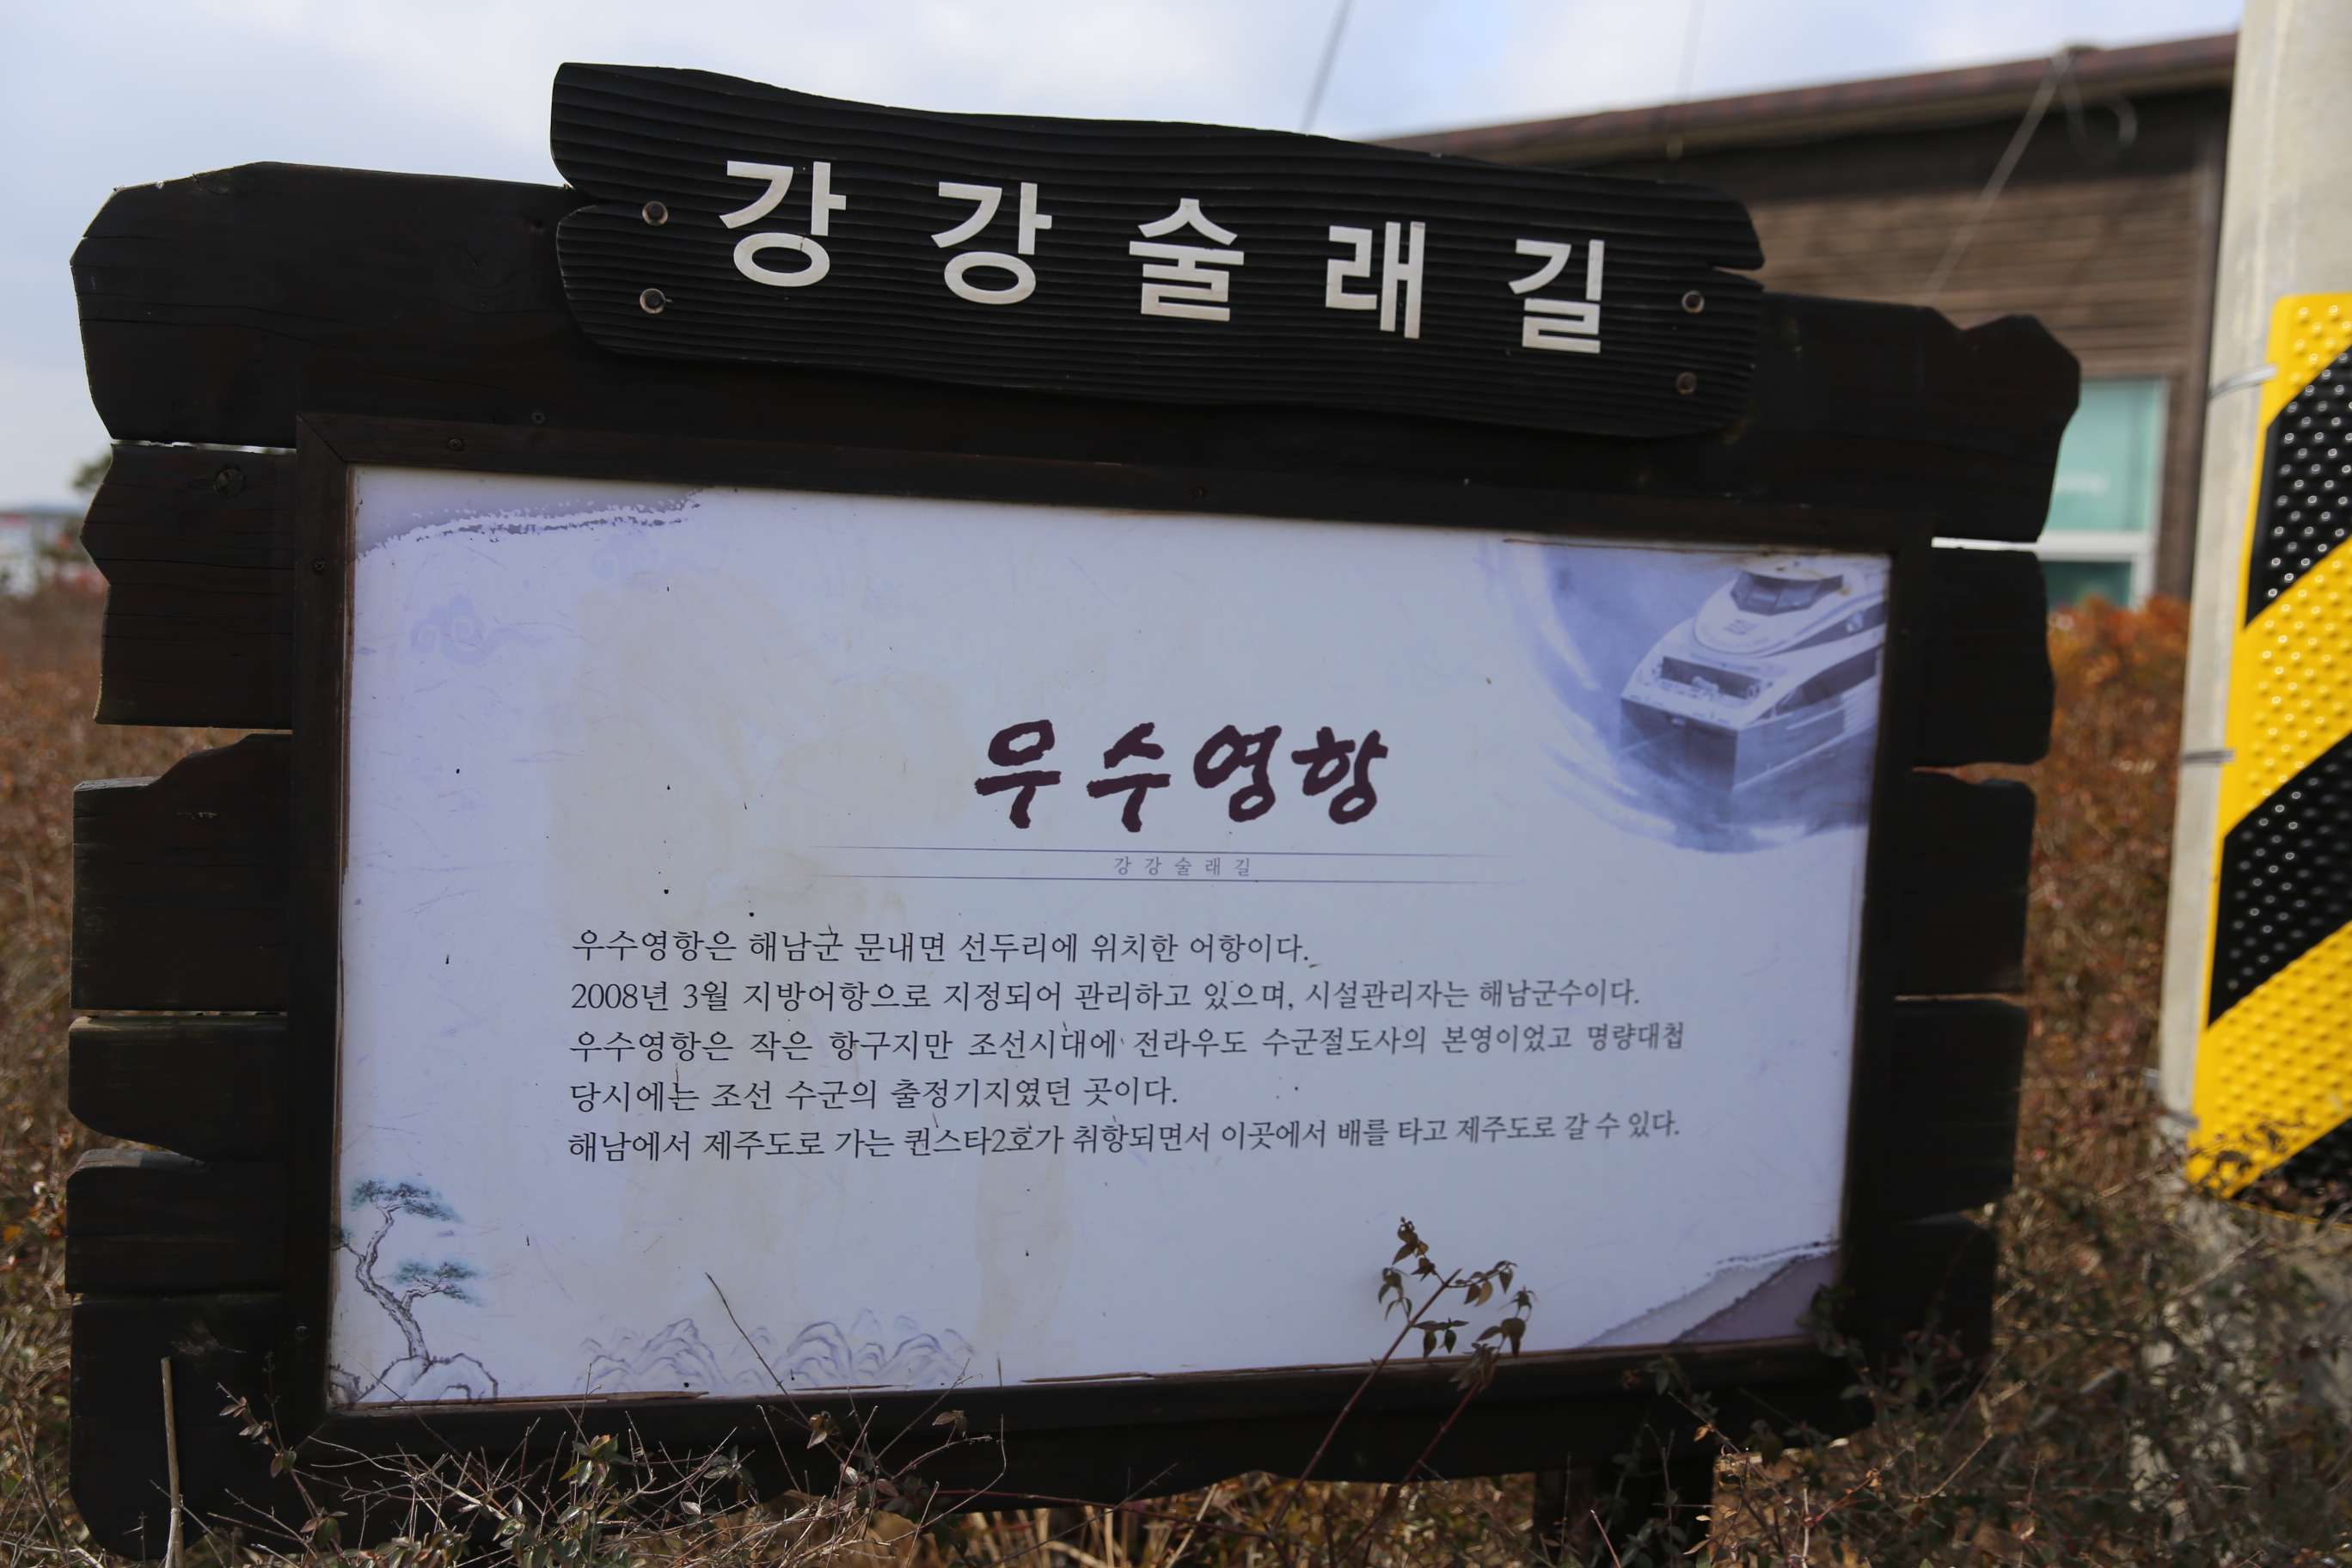 강강술래길
우수영항
강강술래길
우수영항은 해남군 문내면 선두리에 위치한 어항이다.
2008년 3월 지방어항으로 지정되어 관리하고 있으며, 시설관리자는 해남군수이다.
우수영항은 작은 항구지만 조선시대에 전라우도 수군절도사의 본영이었고 명량대첩
당시에는 조선 수군의 출정기지였던 곳이다.
해남에서 제주도로 가는 퀸스타2호가 취항되면서 이곳에서 배를 타고 제주도로 갈 수 있다.